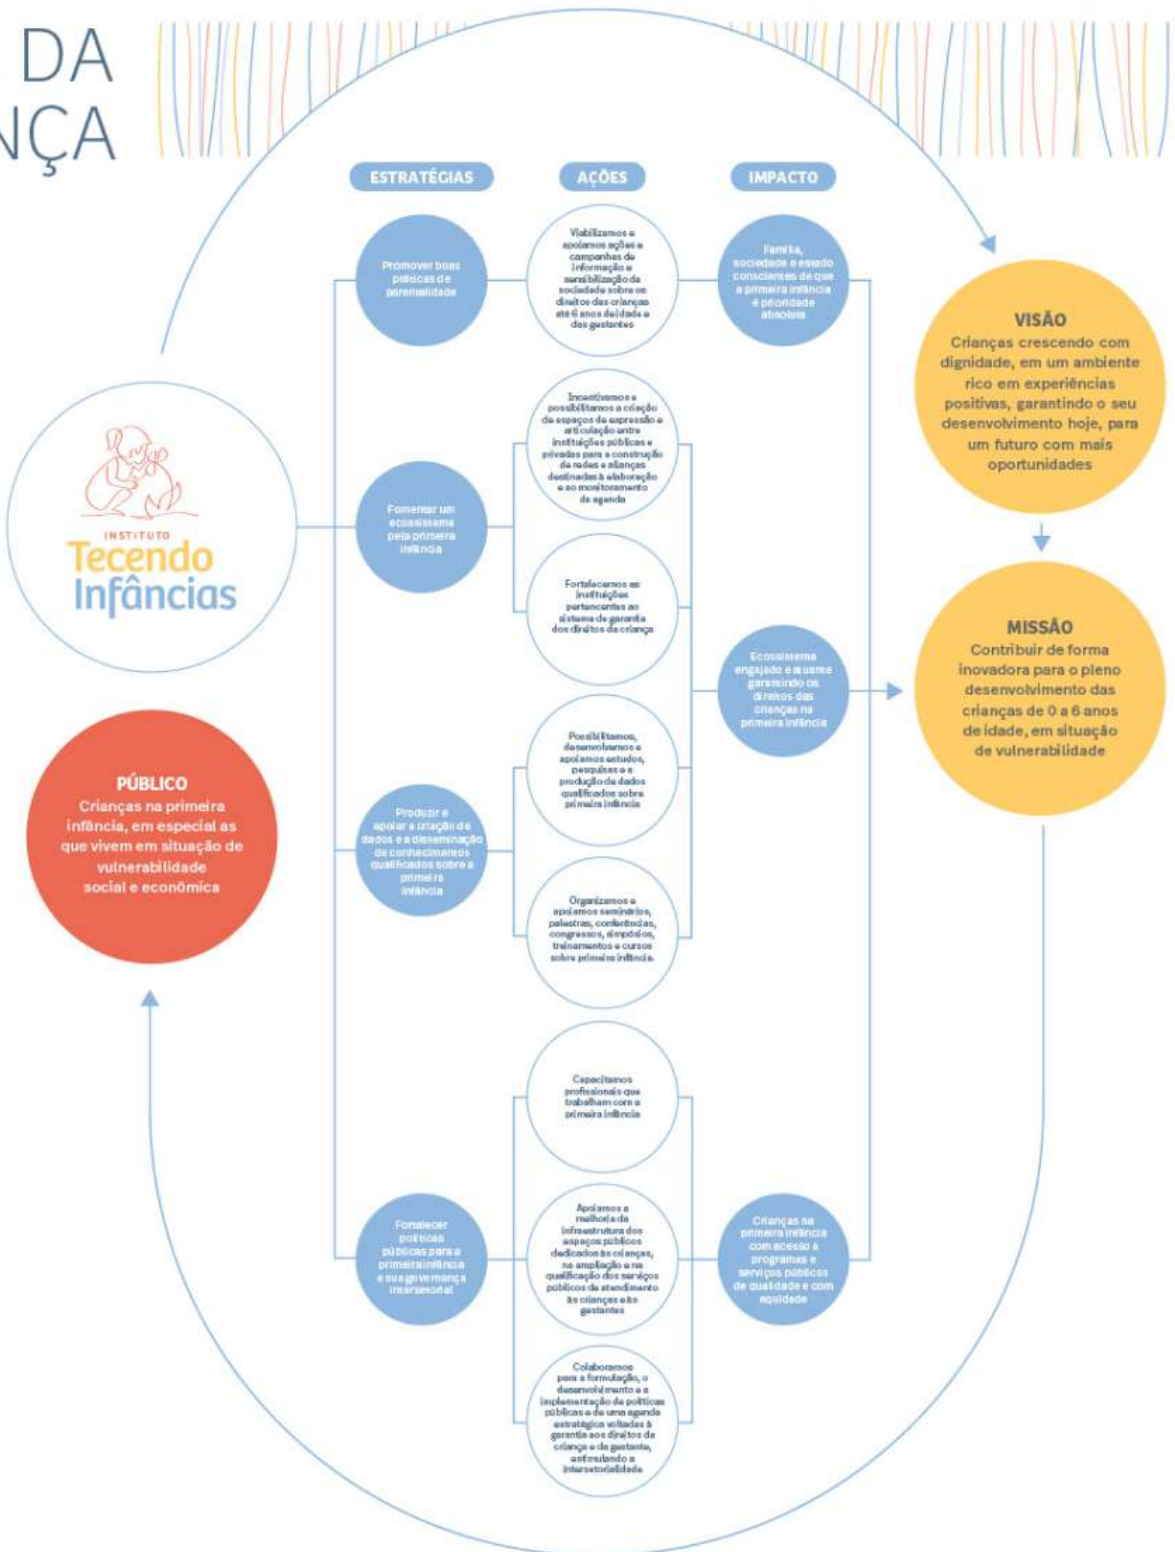 DA
NÇA
ESTRATÉGIAS
AÇÕES
IMPACTO
Promover boas
práticas de
parentalidade
Viabilizamos e
apoiamos ações e
campanhas de
informação e
sensibilização da
sociedade sobre os
direitos das crianças
até 6 anos de idade e
das gestantes
Família,
sociedade e estado
conscientes de que
a primeira infância
é prioridade
absoluta
VISÃO
Crianças crescendo com
dignidade, em um ambiente
rico em experiências
positivas, garantindo o seu
desenvolvimento hoje, para
um futuro com mais
oportunidades
INSTITUTO
Tecendo
Infâncias
Fomentar um
ecossistema
pela primeira
infância
Incentivamos e
possibilitamos a criação
de espaços de expressão e
articulação entre
instituições públicas e
privadas para a construção
de redes e alianças
destinadas à elaboração
e ao monitoramento
da agenda
Fortalecemos as
instituições
pertencentes ao
sistema de garantia
dos direitos da criança
Ecossistema
engajado e atuante
garantindo os
direitos das
crianças na
primeira infância
MISSÃO
Contribuir de forma
inovadora para o pleno
desenvolvimento das
crianças de 0 a 6 anos
de idade, em situação
de vulnerabilidade
PÚBLICO
Crianças na primeira
infância, em especial as
que vivem em situação de
vulnerabilidade
social e econômica
Produzir e
apoiar a criação de
dados e a disseminação
de conhecimentos
qualificados sobre a
primeira
infância
Possibilitamos,
desenvolvemos e
apoiamos estudos,
pesquisas e a
produção de dados
qualificados sobre
primeira infância
Organizamos e
apoiamos seminários,
palestras, conferências,
congressos, simpósios,
treinamentos e cursos
sobre primeira infância.
Fortalecer
políticas
públicas para a
primeira infância
e sua governança
intersetorial
Capacitamos
profissionais que
trabalham com a
primeira infância
Apoiamos a
melhoria da
infraestrutura dos
espaços públicos
dedicados às crianças,
na ampliação e na
qualificação dos serviços
públicos de atendimento
às crianças e às
gestantes
Colaboramos
para a formulação, o
desenvolvimento e a
implementação de políticas
públicas e de uma agenda
estratégica voltadas à
garantia aos direitos da
criança e da gestante,
estimulando a
intersetorialidade
Crianças na
primeira infância
com acesso a
programas e
serviços públicos
de qualidade e com
equidade